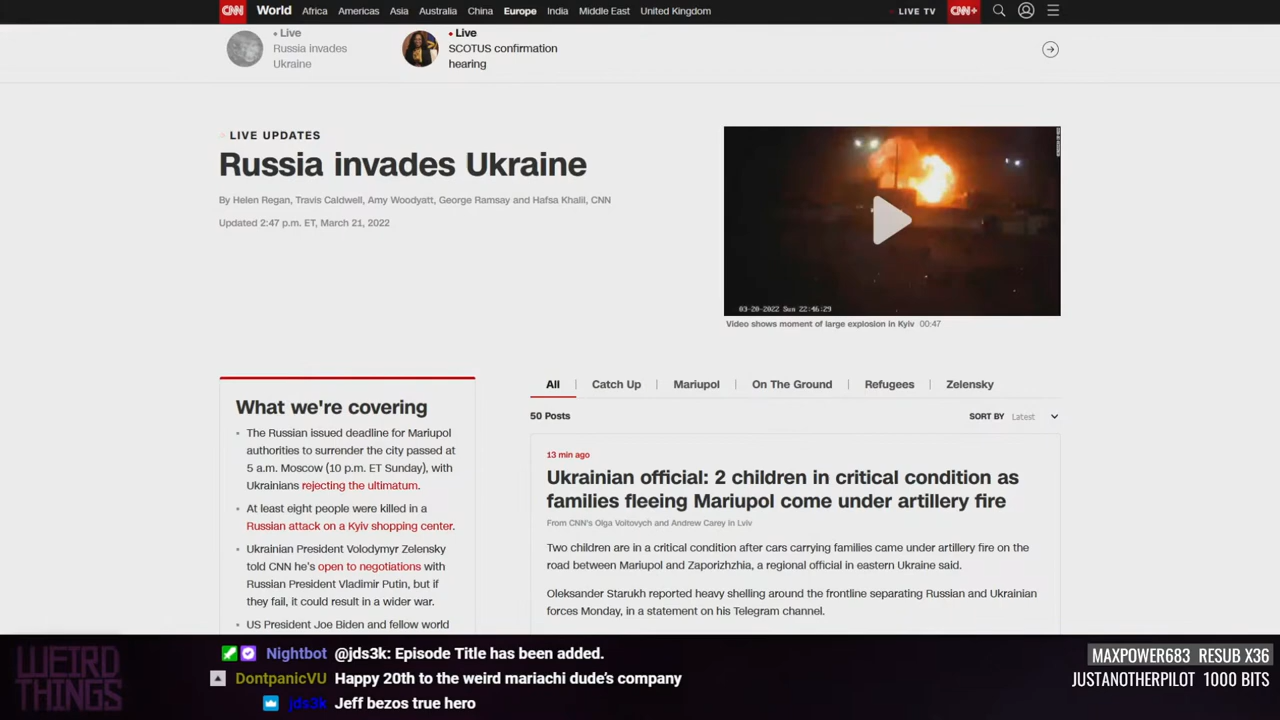 CNN World Africa Americas Asia Australia China Europe India Middle East United Kingdom LIVE TV CNN+
Live
Russia invades
Ukraine
Live
SCOTUS confirmation
hearing
LIVE UPDATES
Russia invades Ukraine
By Helen Regan, Travis Caldwell, Amy Woodyatt, George Ramsay and Hafsa Khalil, CNN
Updated 2:47 p.m. ET, March 21, 2022
03-20-2022 Sun 22:46:29
Video shows moment of large explosion in Kyiv 00:47
What we're covering
The Russian issued deadline for Mariupol
authorities to surrender the city passed at
5 a.m. Moscow (10 p.m. ET Sunday), with
Ukrainians rejecting the ultimatum.
At least eight people were killed in a
Russian attack on a Kyiv shopping center.
Ukrainian President Volodymyr Zelensky
told CNN he's open to negotiations with
Russian President Vladimir Putin, but if
they fail, it could result in a wider war.
US President Joe Biden and fellow world
All | Catch Up | Mariupol | On The Ground | Refugees | Zelensky
50 Posts
SORT BY Latest
13 min ago
Ukrainian official: 2 children in critical condition as
families fleeing Mariupol come under artillery fire
From CNN's Olga Voitovych and Andrew Carey in Lviv
Two children are in a critical condition after cars carrying families came under artillery fire on the
road between Mariupol and Zaporizhzhia, a regional official in eastern Ukraine said.
Oleksander Starukh reported heavy shelling around the frontline separating Russian and Ukrainian
forces Monday, in a statement on his Telegram channel.
WEIRD
THINGS
Nightbot @jds3k: Episode Title has been added.
DontpanicVU Happy 20th to the weird mariachi dude's company
jds3k Jeff bezos true hero
MAXPOWER683 RESUB X36
JUSTANOTHERPILOT 1000 BITS